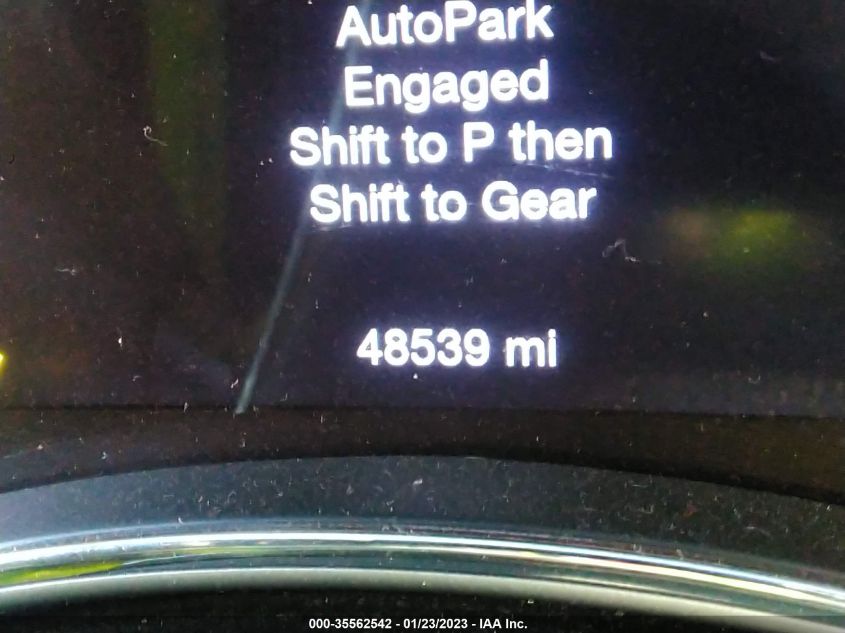 AutoPark
Engaged
Shift to P then
Shift to Gear
48539 mi
000-35562542 - 01/23/2023 - IAA Inc.